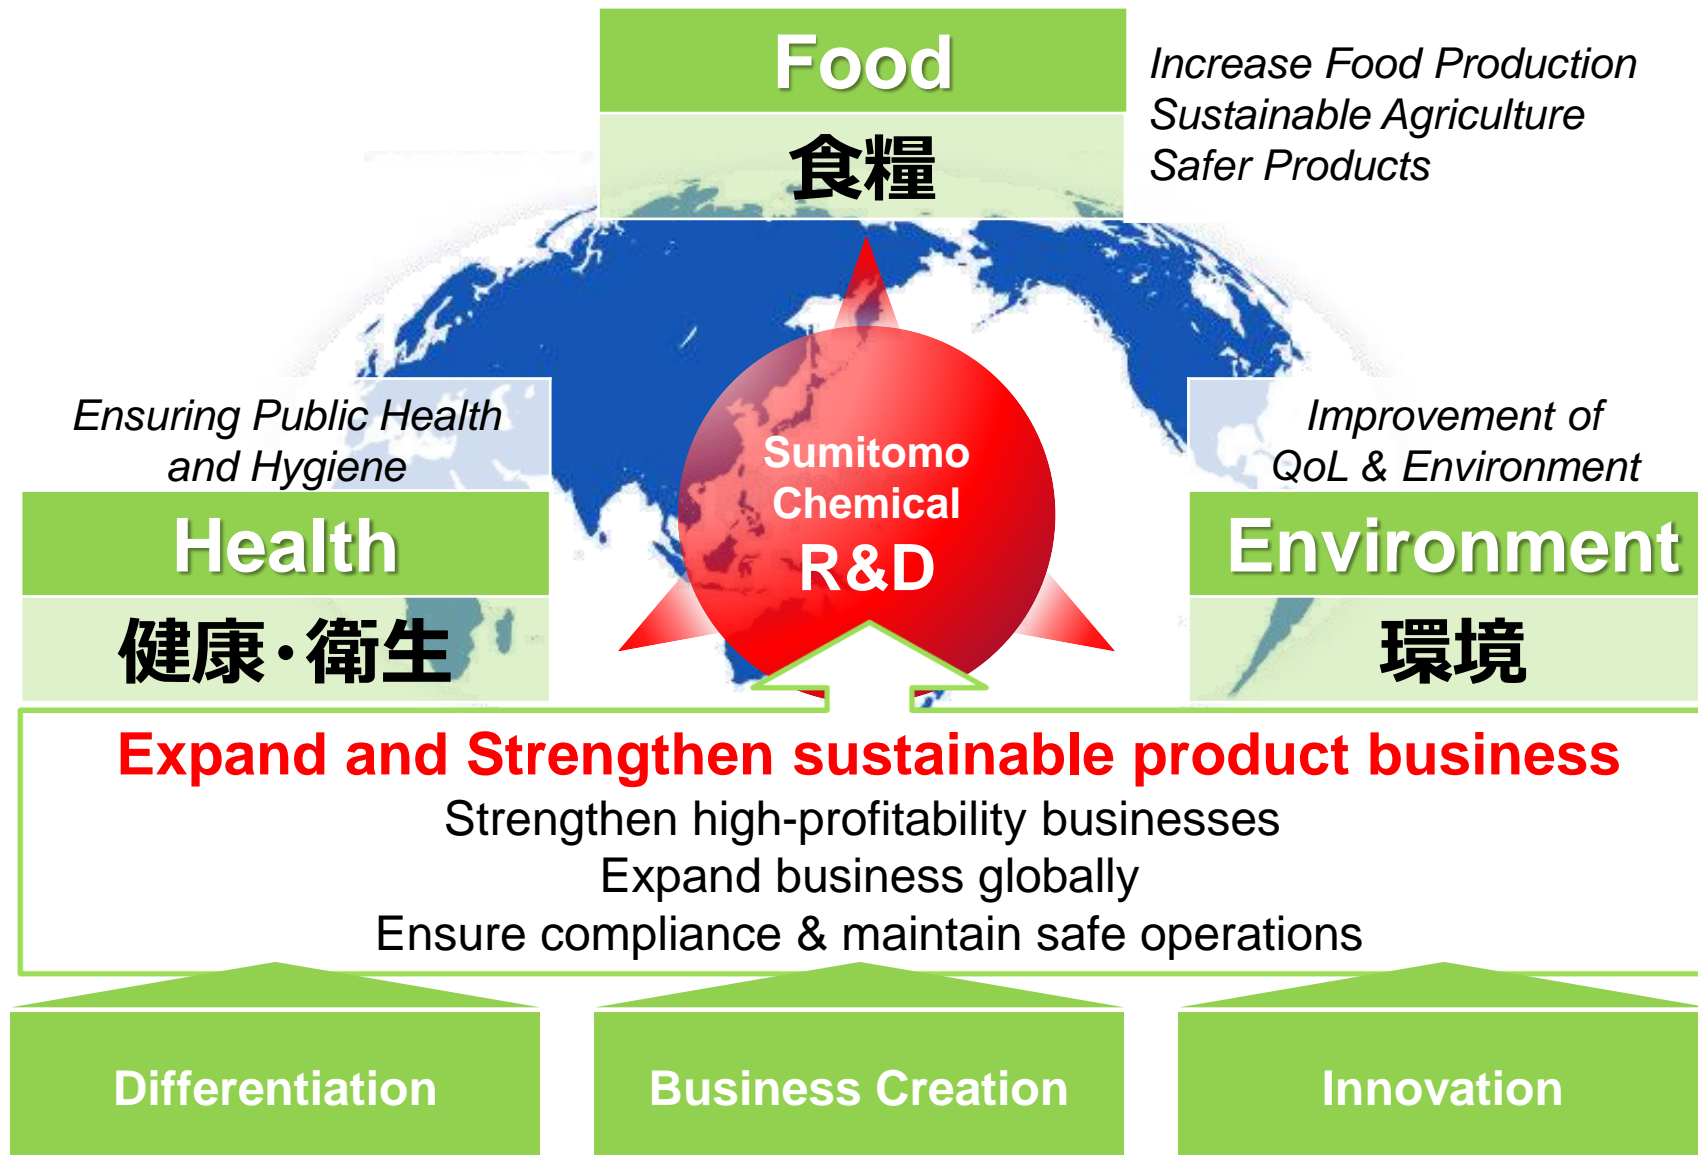 Food
食糧
Increase Food Production
Sustainable Agriculture
Safer Products
Ensuring Public Health
and Hygiene
Health
健康・衛生
Sumitomo
Chemical
R&D
Improvement of
QoL & Environment
Environment
環境
Expand and Strengthen sustainable product business
Strengthen high-profitability businesses
Expand business globally
Ensure compliance & maintain safe operations
Differentiation
Business Creation
Innovation